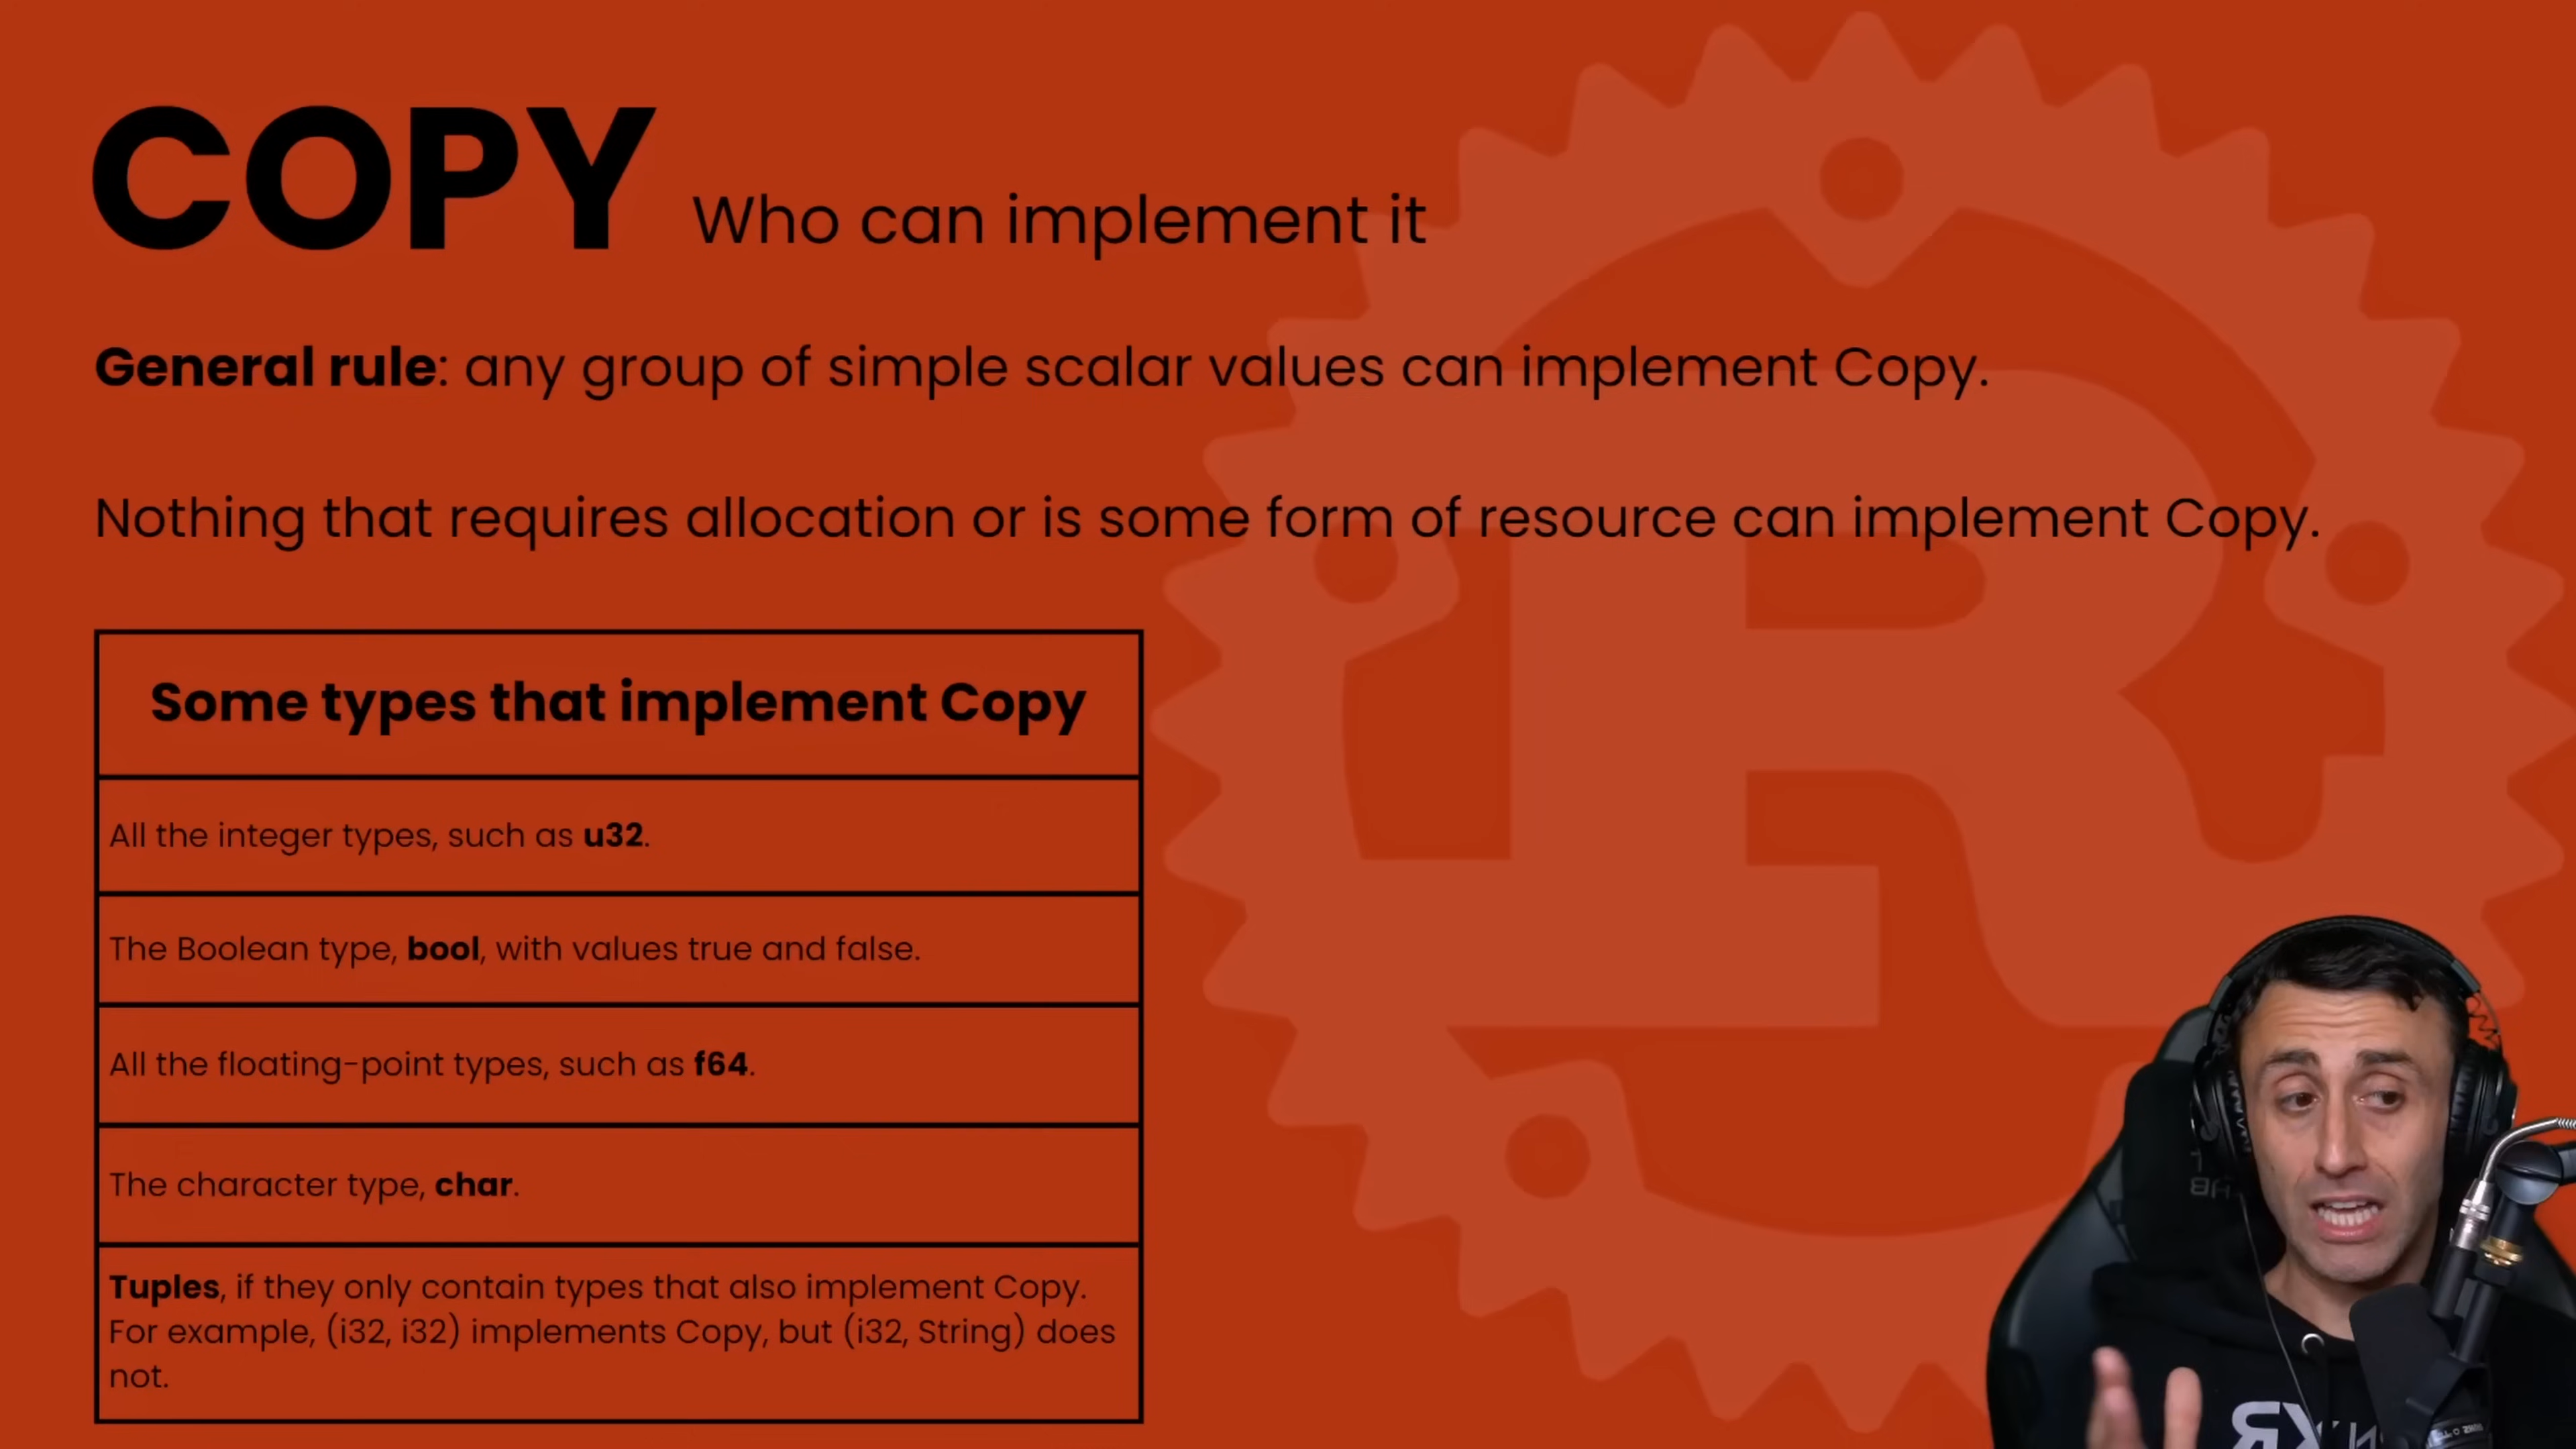 COPY Who can implement it
General rule: any group of simple scalar values can implement Copy.
Nothing that requires allocation or is some form of resource can implement Copy.
Some types that implement Copy
All the integer types, such as u32.
The Boolean type, bool, with values true and false.
All the floating-point types, such as f64.
The character type, char.
Tuples, if they only contain types that also implement Copy.
For example, (i32, i32) implements Copy, but (i32, String) does
not.